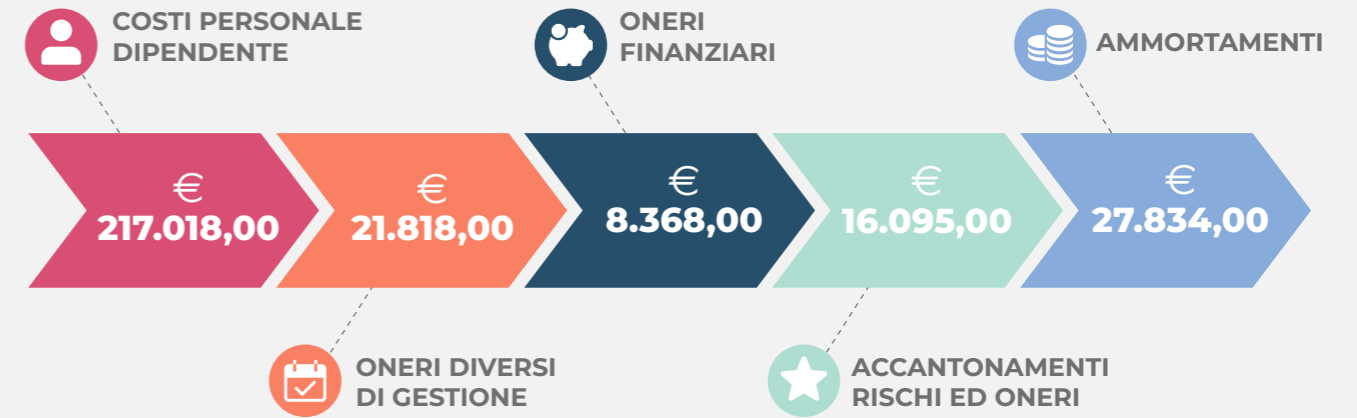 COSTI PERSONALE
DIPENDENTE
ONERI
FINANZIARI
AMMORTAMENTI
€
217.018,00
€
21.818,00
€
8.368,00
€
16.095,00
€
27.834,00
ONERI DIVERSI
DI GESTIONE
ACCANTONAMENTI
RISCHI ED ONERI